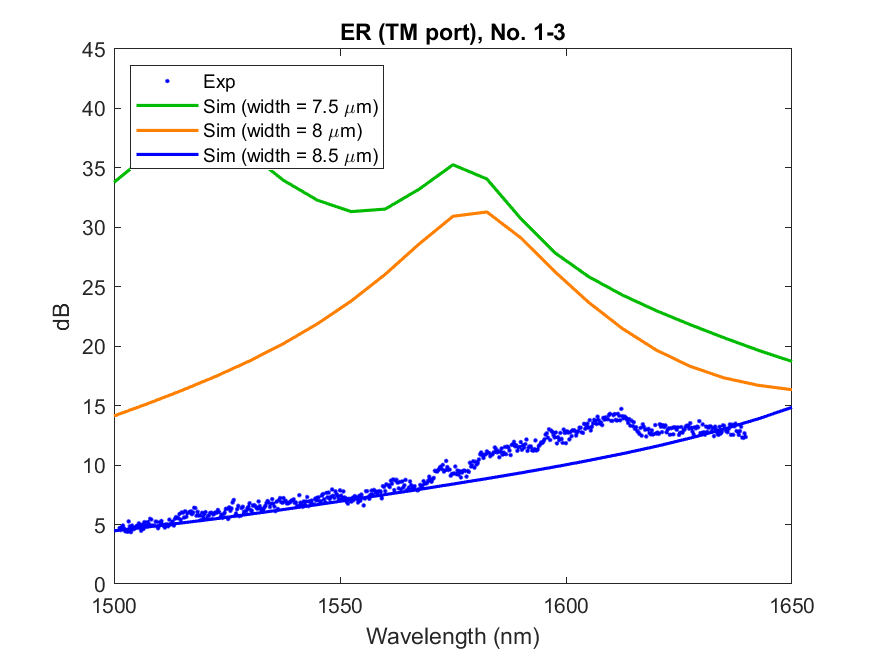 ER (TM port), No. 1-3
45
40
35
30
25
20
15
10
5
0
dB
Exp
Sim (width = 7.5 μm)
Sim (width = 8 μm)
Sim (width = 8.5 μm)
1500
1550
1600
1650
Wavelength (nm)